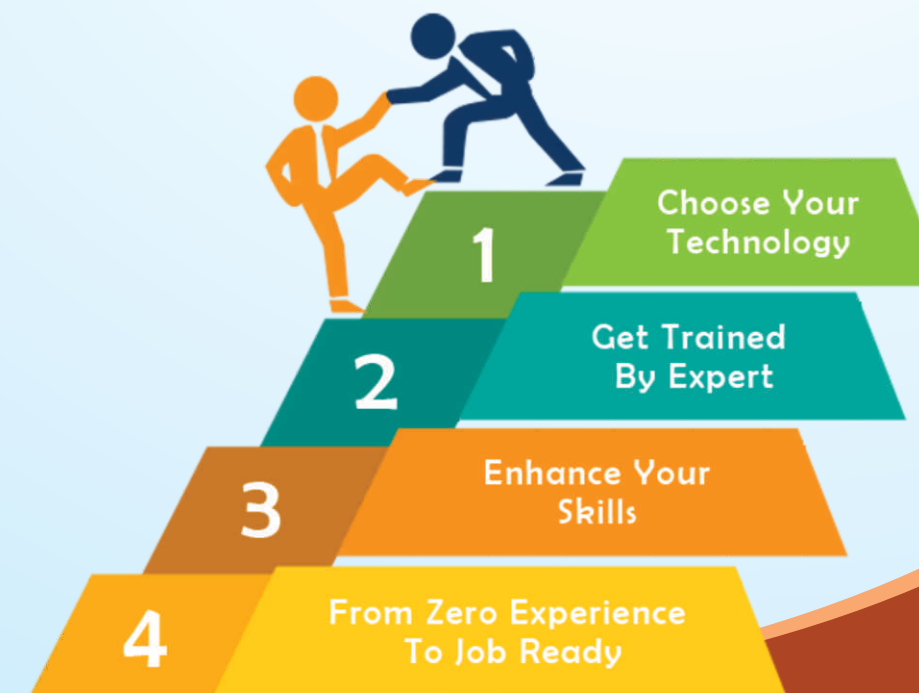 1
Choose Your
Technology
2
Get Trained
By Expert
3
Enhance Your
Skills
4
From Zero Experience
To Job Ready